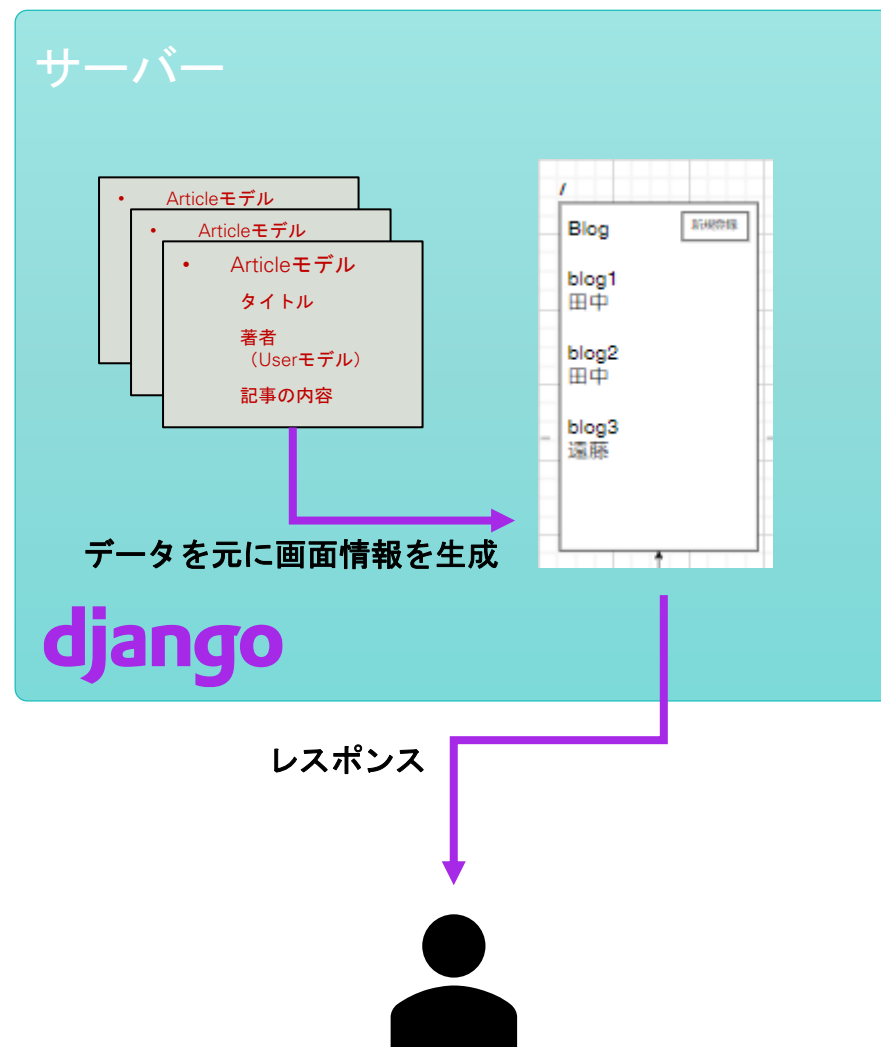 サーバー
• Articleモデル
• Articleモデル
• Articleモデル
タイトル
著者
（Userモデル）
記事の内容
/
Blog
新規登録
blog1
田中
blog2
田中
blog3
遠藤
データを元に画面情報を生成
django
レスポンス